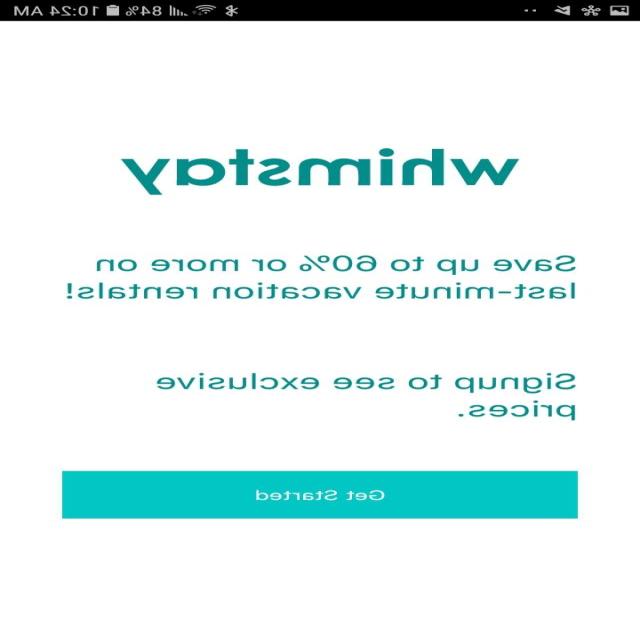 84% 10:24 AM
whimstay
Save up to 60% or more on
last-minute vacation rentals!
Signup to see exclusive
prices.
Get Started